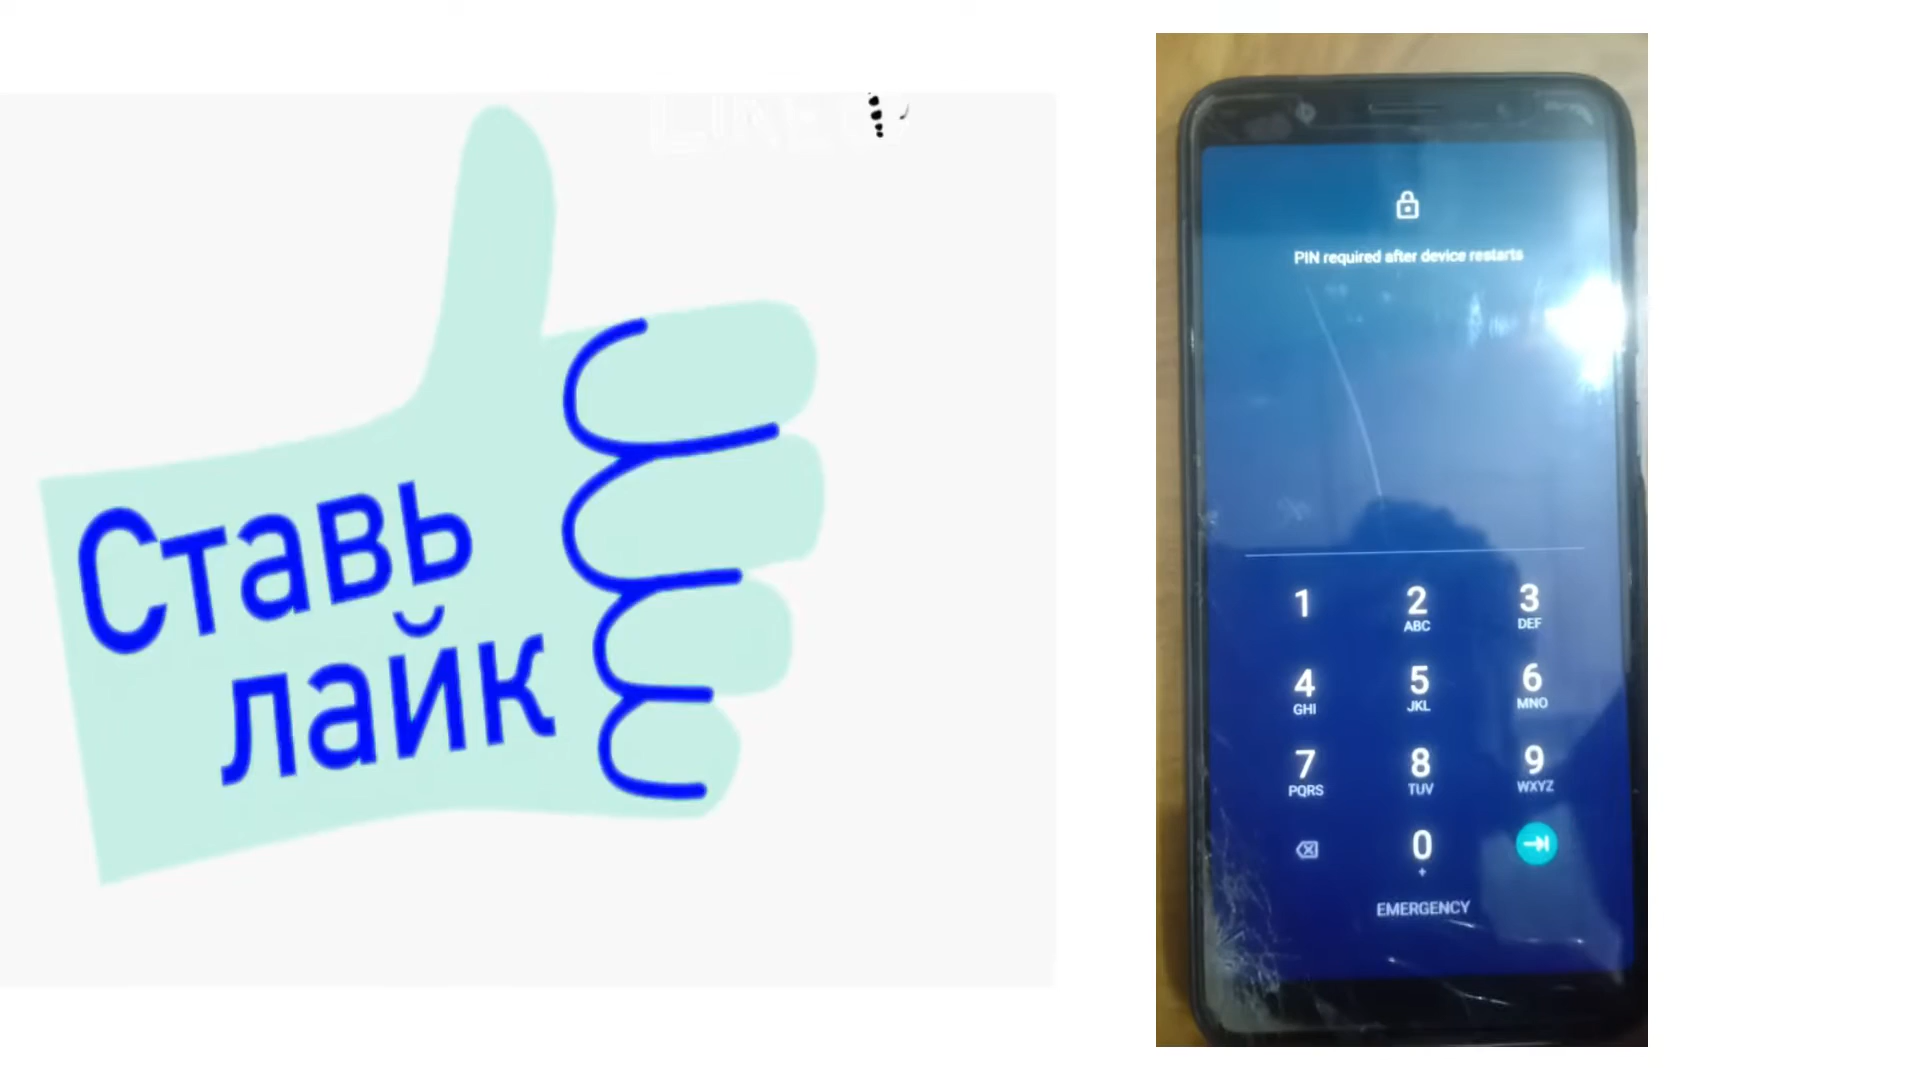 Ставь
лайк
PIN required after device restarts
1
2
ABC
3
DEF
4
GHI
5
JKL
6
MNO
7
PQRS
8
TUV
9
WXYZ
0
+
EMERGENCY